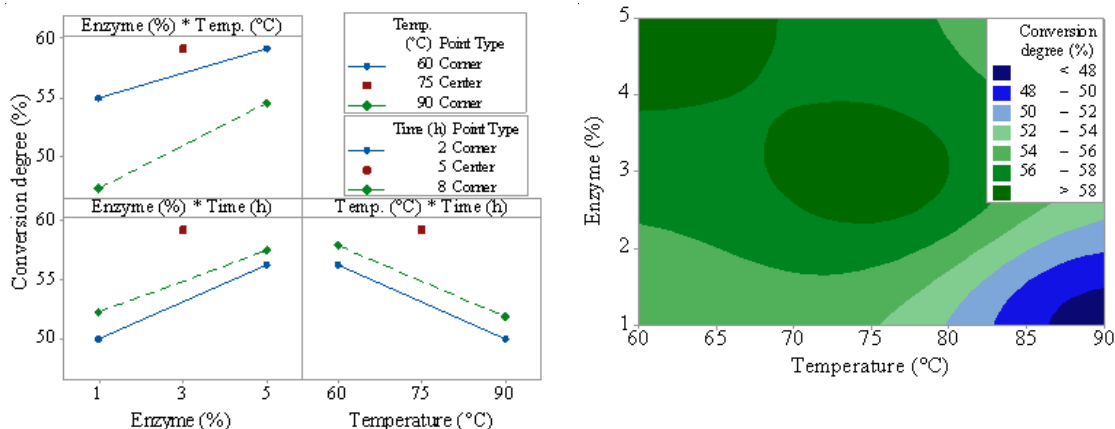 Enzyme (%) * Temp. (°C)
60
55
50
Temp.
(°C) Point Type
60 Corner
75 Center
90 Corner
Time (h) Point Type
2 Corner
5 Center
8 Corner
Enzyme (%) * Time (h)
Temp. (°C) * Time (h)
60
55
50
Conversion degree (%)
1 3 5
60 75 90
Enzyme (%)
Temperature (°C)
5
4
3
2
1
Enzyme (%)
Conversion
degree (%)
< 48
48 – 50
50 – 52
52 – 54
54 – 56
56 – 58
> 58
60 65 70 75 80 85 90
Temperature (°C)